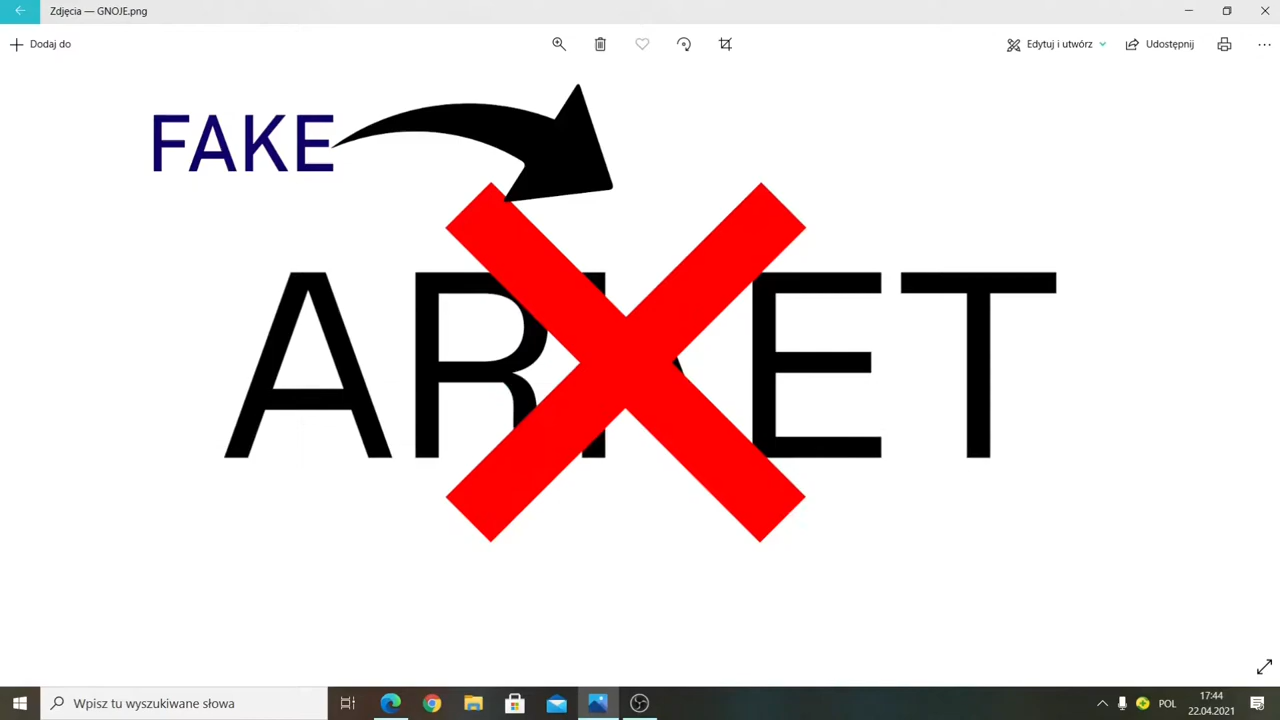 Zdjęcia — GNOJE.png
Dodaj do
Edytuj i utwórz
Udostępnij
FAKE
ARKET
Wpisz tu wyszukiwane słowa
POL
17:44
22.04.2021